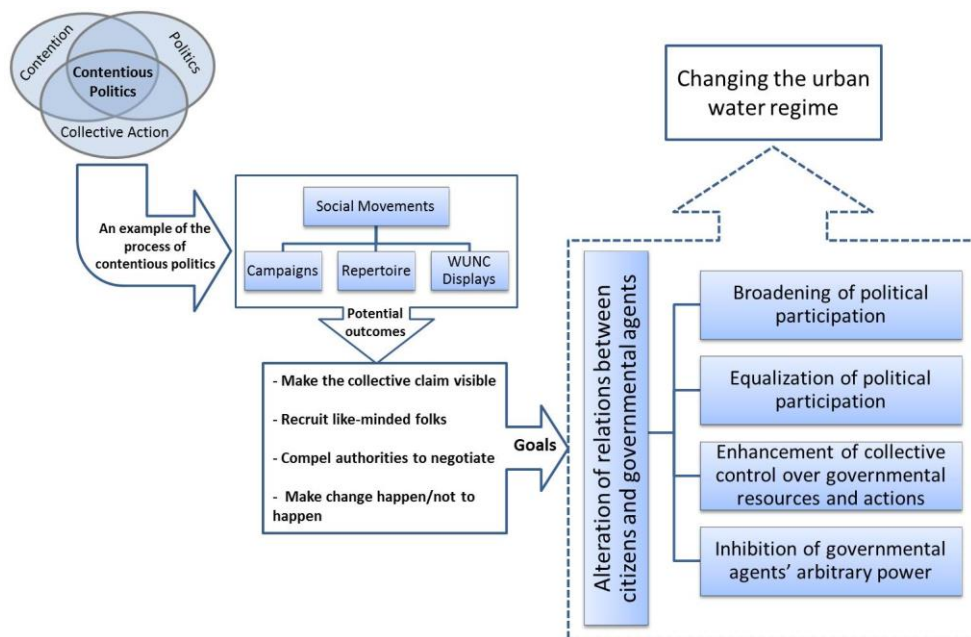 Contention
Politics
Contentious
Politics
Collective Action
An example of the
process of
contentious politics
Social Movements
Campaigns
Repertoire
WUNC
Displays
Potential
outcomes
- Make the collective claim visible
- Recruit like-minded folks
- Compel authorities to negotiate
- Make change happen/not to
happen
Goals
Changing the urban
water regime
Alteration of relations between
citizens and governmental agents
Broadening of political
participation
Equalization of political
participation
Enhancement of collective
control over governmental
resources and actions
Inhibition of governmental
agents' arbitrary power